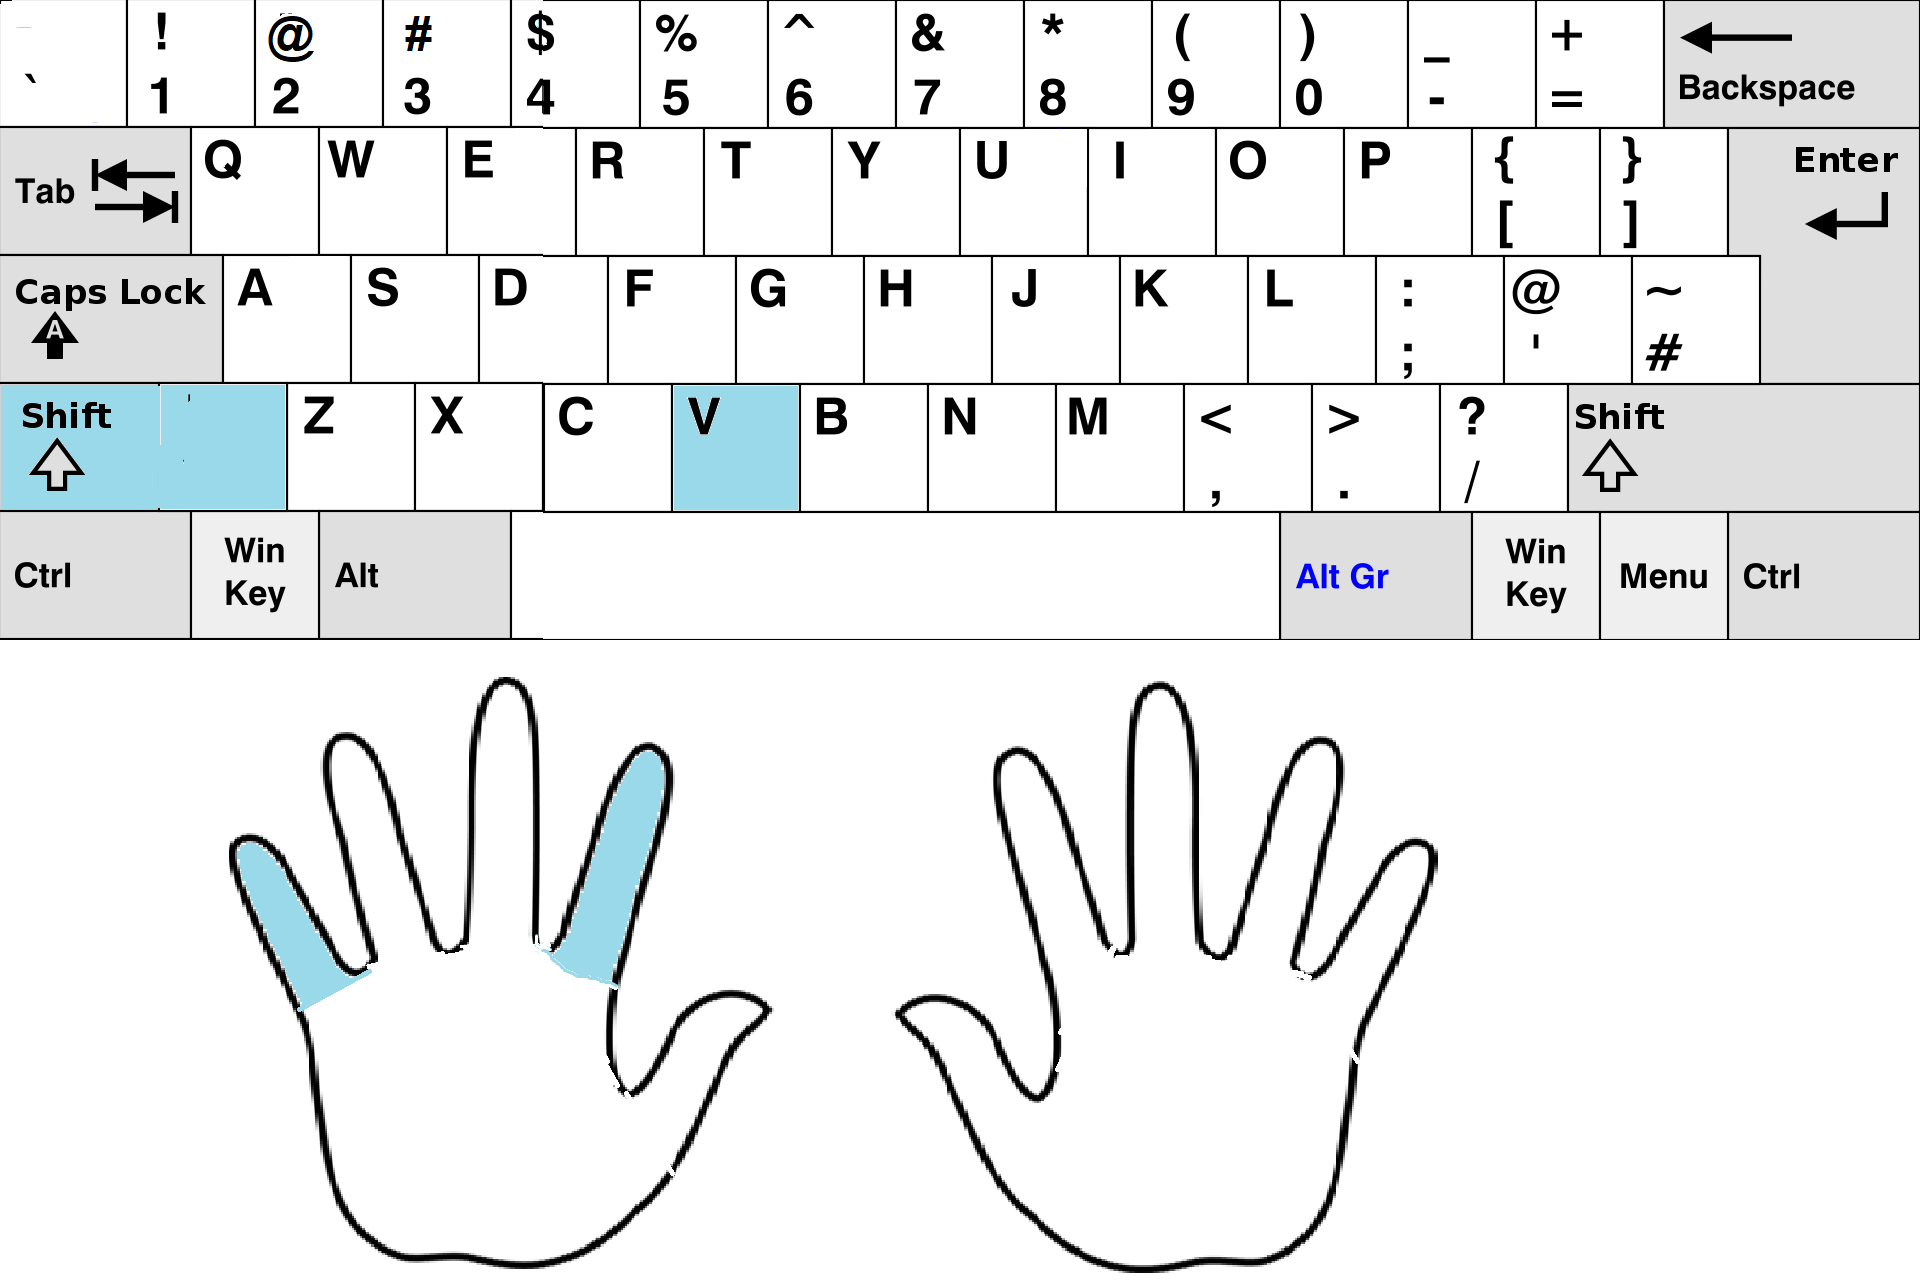 ! @ # $ % ^ & * ( ) _ +
` 1 2 3 4 5 6 7 8 9 0 - = Backspace
Tab Q W E R T Y U I O P { } Enter
[ ]
Caps Lock A S D F G H J K L : @ ~
A ; ' #
Shift Z X C V B N M < > ? Shift
, . /
Ctrl Win Key Alt Alt Gr Win Key Menu Ctrl